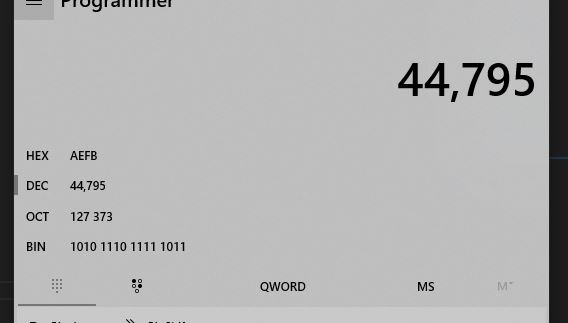 Programmer
44,795
HEX AEFB
DEC 44,795
OCT 127 373
BIN 1010 1110 1111 1011
QWORD MS M˅